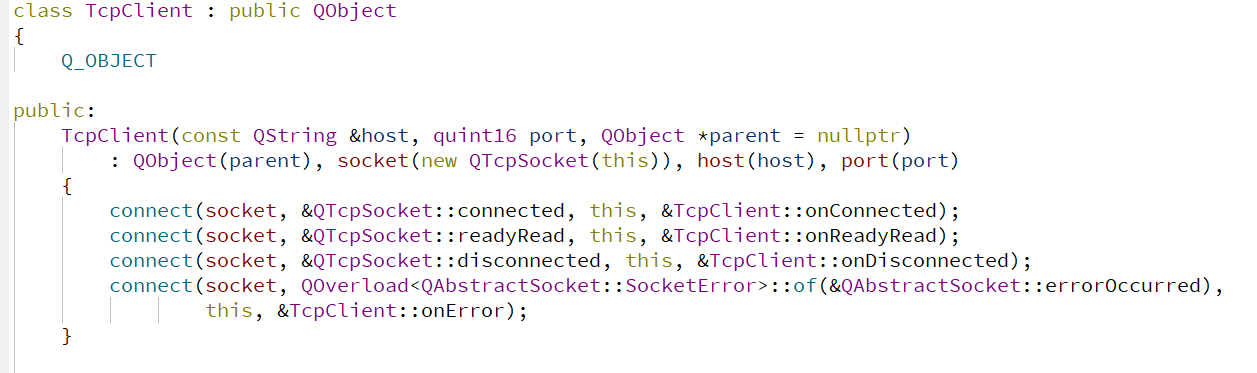 class TcpClient : public QObject
{
    Q_OBJECT

public:
    TcpClient(const QString &host, quint16 port, QObject *parent = nullptr)
        : QObject(parent), socket(new QTcpSocket(this)), host(host), port(port)
    {
        connect(socket, &QTcpSocket::connected, this, &TcpClient::onConnected);
        connect(socket, &QTcpSocket::readyRead, this, &TcpClient::onReadyRead);
        connect(socket, &QTcpSocket::disconnected, this, &TcpClient::onDisconnected);
        connect(socket, QOverload<QAbstractSocket::SocketError>::of(&QAbstractSocket::errorOccurred),
                this, &TcpClient::onError);
    }